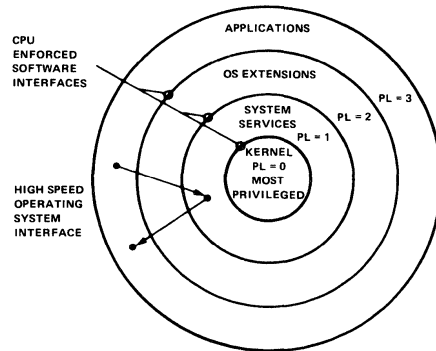 APPLICATIONS
CPU
ENFORCED
SOFTWARE
INTERFACES
OS EXTENSIONS
PL = 3
SYSTEM
SERVICES
PL = 2
PL = 1
KERNEL
PL = 0
MOST
PRIVILEGED
HIGH SPEED
OPERATING
SYSTEM
INTERFACE